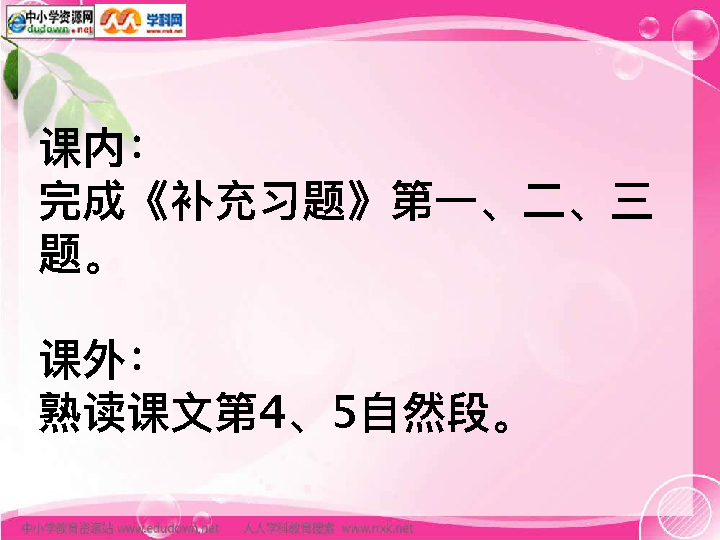 中小学资源网
dudown.net
学科网
www.nxk.net
课内：
完成《补充习题》第一、二、三
题。
课外：
熟读课文第4、5自然段。
中小学教育资源站 www.edudown.net 人人学科教育搜索 www.rrxk.net